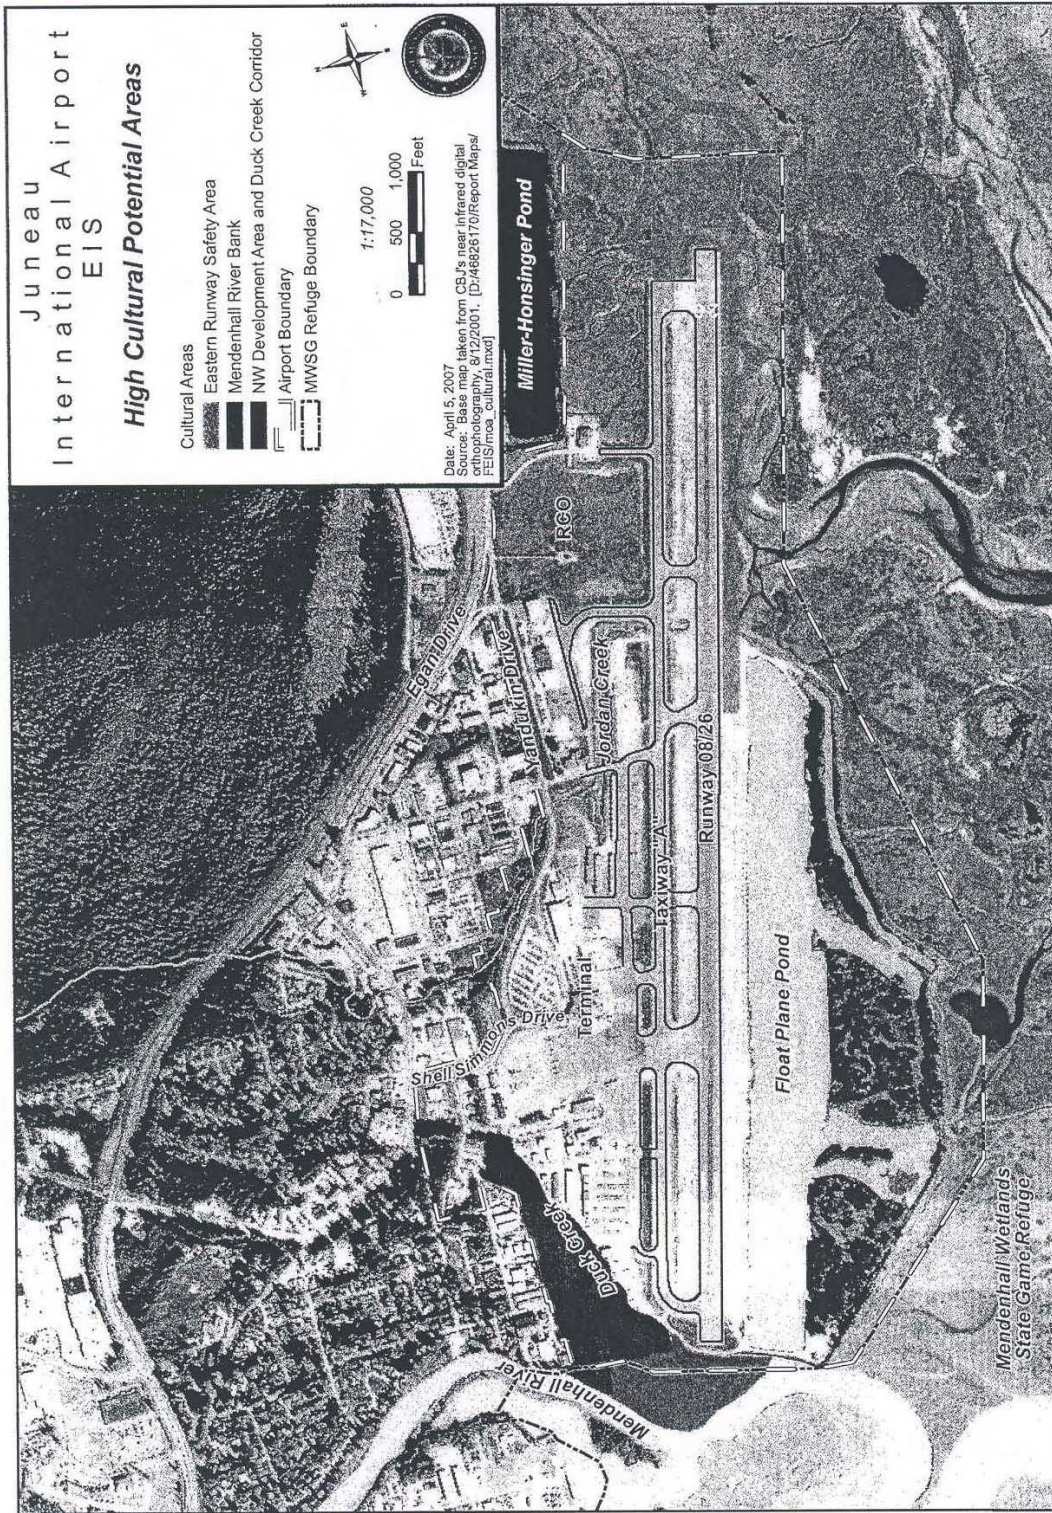 Juneau
International Airport
EIS
High Cultural Potential Areas
Cultural Areas
Eastern Runway Safety Area
Mendenhall River Bank
NW Development Area and Duck Creek Corridor
Airport Boundary
MWSG Refuge Boundary
1:17,000
0 500 1,000
Feet
Date: April 5, 2007
Source: Base map taken from CBJ's near infrared digital
orthophotography, 8/12/2001. [D:/46826170/Report Maps/
FEIS/moa_cultural.mxd]
N
E
S
W
Miller-Honsinger Pond
RCO
Egan Drive
Yandukin Drive
Jordan Creek
Taxiway "A"
Runway 08/26
Shell Simmons Drive
Terminal
Float Plane Pond
Duck Creek
Mendenhall River
Mendenhall Wetlands
State Game Refuge